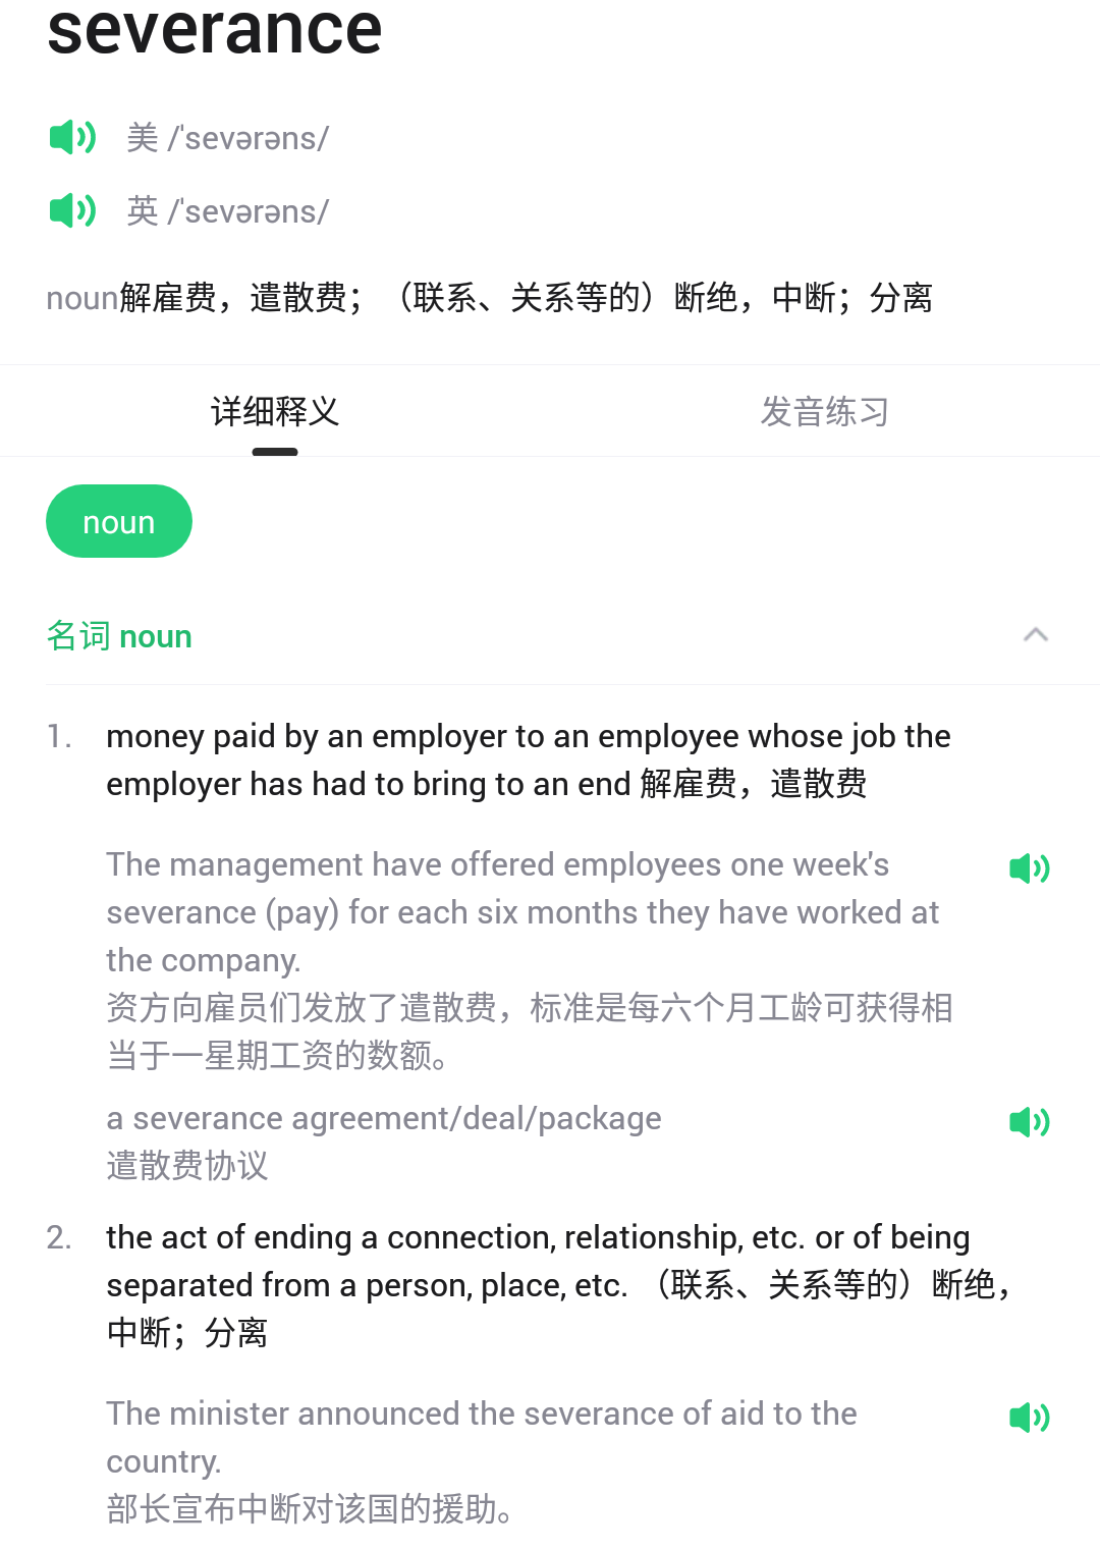 severance
美 /ˈsevərəns/
英 /ˈsevərəns/
noun解雇费，遣散费；（联系、关系等的）断绝，中断；分离
详细释义 发音练习
noun
名词 noun
1. money paid by an employer to an employee whose job the
employer has had to bring to an end 解雇费，遣散费
The management have offered employees one week's
severance (pay) for each six months they have worked at
the company.
资方向雇员们发放了遣散费，标准是每六个月工龄可获得相
当于一星期工资的数额。
a severance agreement/deal/package
遣散费协议
2. the act of ending a connection, relationship, etc. or of being
separated from a person, place, etc. （联系、关系等的）断绝，
中断；分离
The minister announced the severance of aid to the
country.
部长宣布中断对该国的援助。